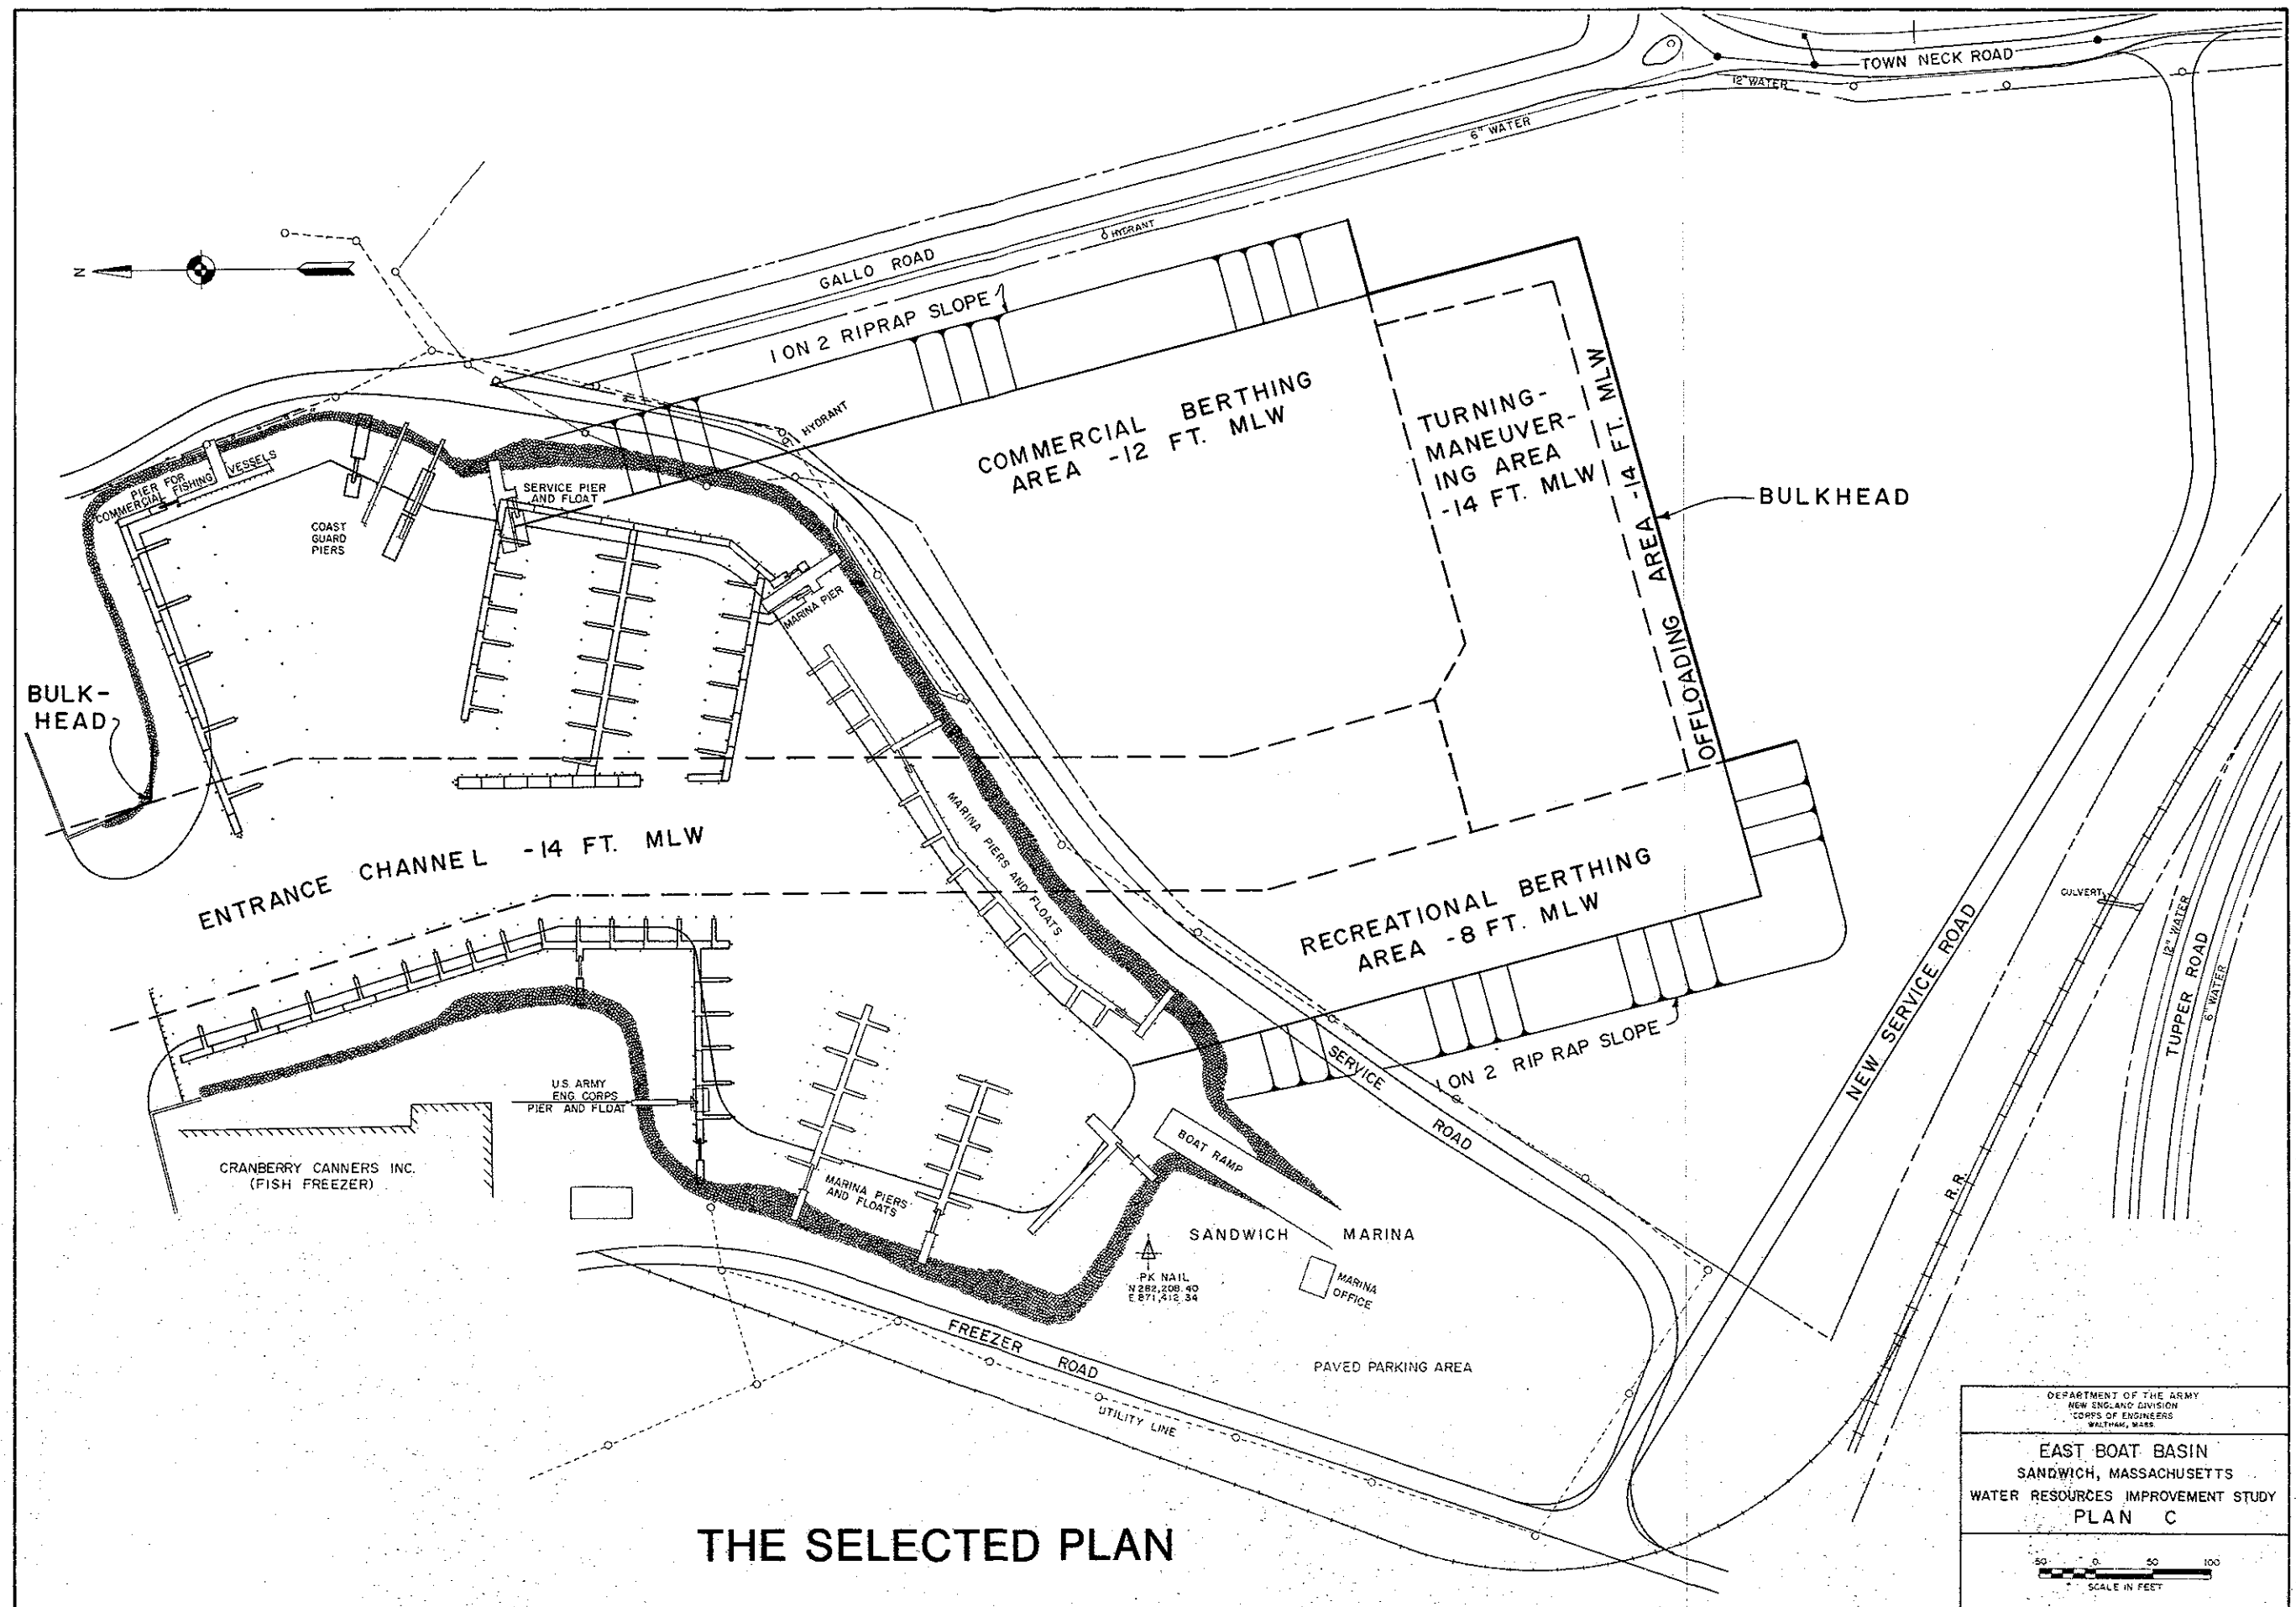 TOWN NECK ROAD
12" WATER
6" WATER
HYDRANT
GALLO ROAD
1 ON 2 RIPRAP SLOPE
N
HYDRANT
COMMERCIAL BERTHING
AREA -12 FT. MLW
TURNING-
MANEUVER-
ING AREA
-14 FT. MLW
OFFLOADING AREA -14 FT. MLW
BULKHEAD
PIER FOR
COMMERCIAL FISHING
VESSELS
COAST
GUARD
PIERS
SERVICE PIER
AND FLOAT
MARINA PIER
BULK-
HEAD
MARINA PIERS AND FLOATS
ENTRANCE CHANNEL -14 FT. MLW
RECREATIONAL BERTHING
AREA -8 FT. MLW
1 ON 2 RIP RAP SLOPE
SERVICE ROAD
NEW SERVICE ROAD
CULVERT
12" WATER
TUPPER ROAD
6" WATER
R.R.
U.S. ARMY
ENG. CORPS
PIER AND FLOAT
CRANBERRY CANNERS INC.
(FISH FREEZER)
MARINA PIERS
AND FLOATS
BOAT RAMP
SANDWICH MARINA
PK NAIL
N 282,208.40
E 871,412.34
MARINA
OFFICE
FREEZER ROAD
PAVED PARKING AREA
UTILITY LINE
THE SELECTED PLAN
DEPARTMENT OF THE ARMY
NEW ENGLAND DIVISION
CORPS OF ENGINEERS
WALTHAM, MASS.
EAST BOAT BASIN
SANDWICH, MASSACHUSETTS
WATER RESOURCES IMPROVEMENT STUDY
PLAN C
50 0 50 100
SCALE IN FEET